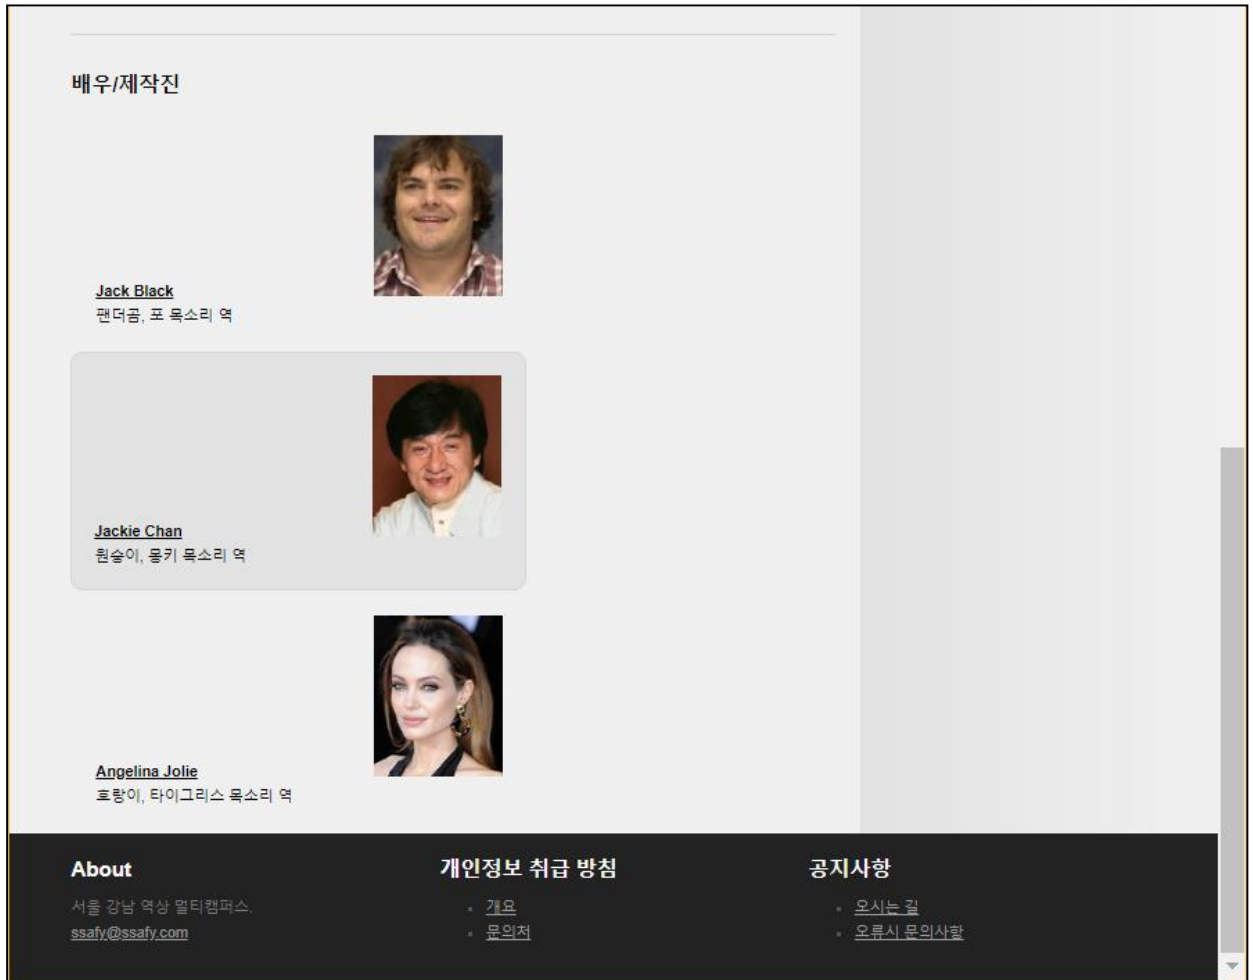 배우/제작진
Jack Black
팬더곰, 포 목소리 역
Jackie Chan
원숭이, 몽키 목소리 역
Angelina Jolie
호랑이, 타이그리스 목소리 역
About
서울 강남 역상 멀티캠퍼스.
ssafy@ssafy.com
개인정보 취급 방침
개요
문의처
공지사항
오시는 길
오류시 문의사항